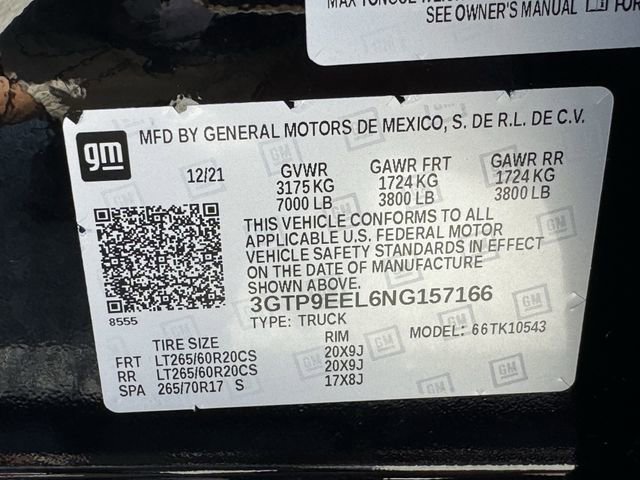 SEE OWNER'S MANUAL FOR
gm
MFD BY GENERAL MOTORS DE MEXICO, S. DE R.L. DE C.V.
12/21 GVWR GAWR FRT GAWR RR
3175 KG 1724 KG 1724 KG
7000 LB 3800 LB 3800 LB
THIS VEHICLE CONFORMS TO ALL
APPLICABLE U.S. FEDERAL MOTOR
VEHICLE SAFETY STANDARDS IN EFFECT
ON THE DATE OF MANUFACTURE
SHOWN ABOVE.
8555
3GTP9EEL6NG157166
TYPE: TRUCK MODEL: 66TK10543
TIRE SIZE RIM
FRT LT265/60R20CS 20X9J
RR LT265/60R20CS 20X9J
SPA 265/70R17 S 17X8J